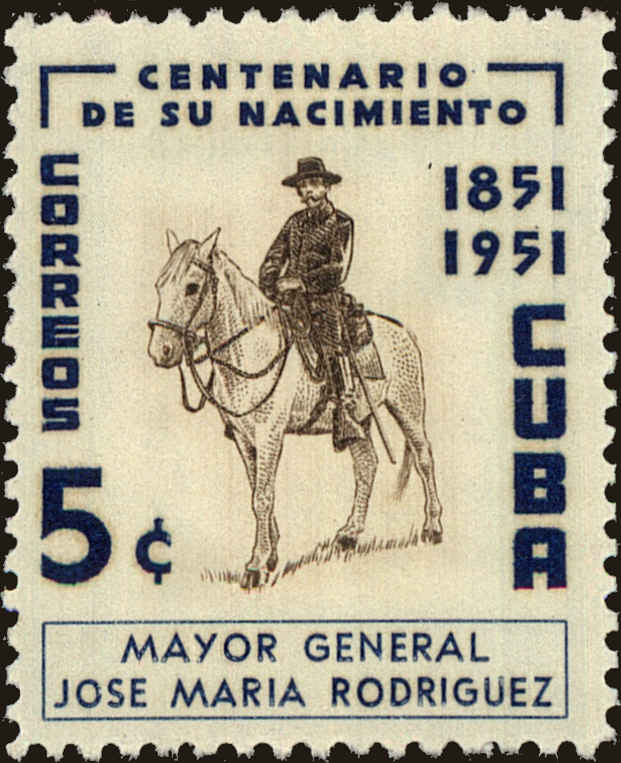 CENTENARIO
DE SU NACIMIENTO
CORREOS
1851
1951
CUBA
5¢
MAYOR GENERAL
JOSE MARIA RODRIGUEZ